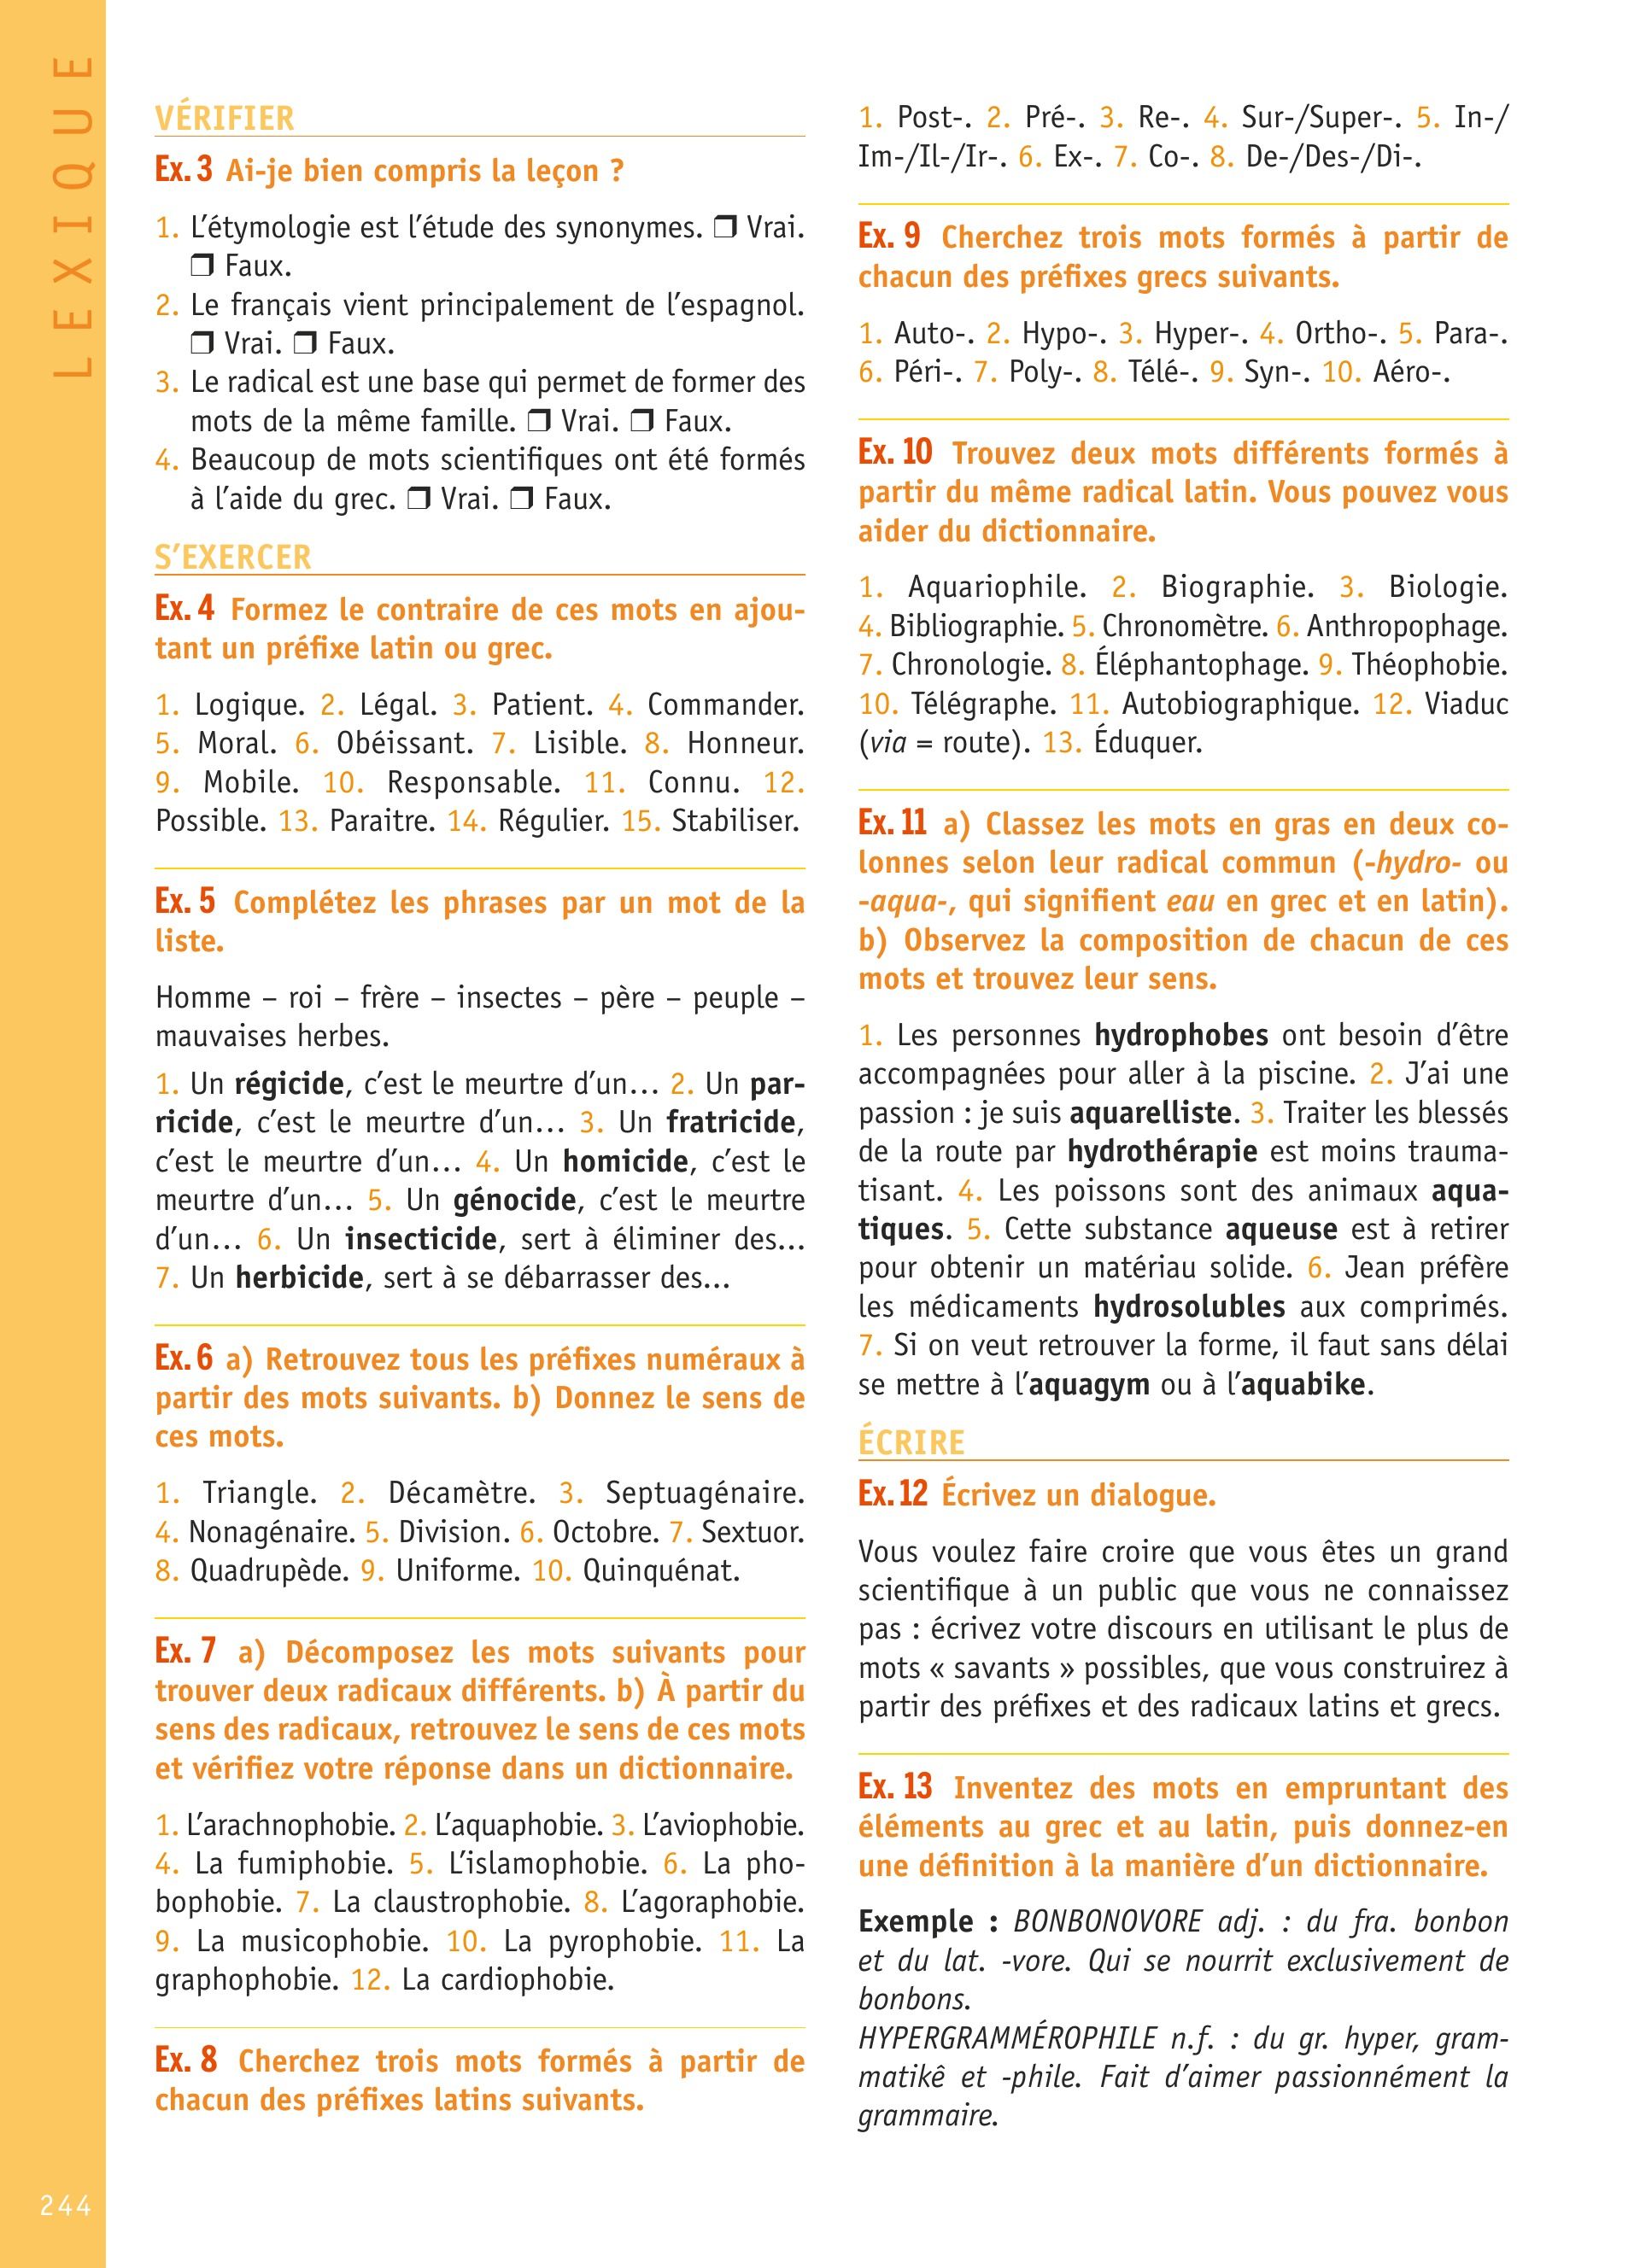 LEXIQUE
VÉRIFIER
Ex. 3 Ai-je bien compris la leçon ?
1. L’étymologie est l’étude des synonymes. ❒ Vrai.
❒ Faux.
2. Le français vient principalement de l’espagnol.
❒ Vrai. ❒ Faux.
3. Le radical est une base qui permet de former des
mots de la même famille. ❒ Vrai. ❒ Faux.
4. Beaucoup de mots scientifiques ont été formés
à l’aide du grec. ❒ Vrai. ❒ Faux.
S’EXERCER
Ex. 4 Formez le contraire de ces mots en ajou-
tant un préfixe latin ou grec.
1. Logique. 2. Légal. 3. Patient. 4. Commander.
5. Moral. 6. Obéissant. 7. Lisible. 8. Honneur.
9. Mobile. 10. Responsable. 11. Connu. 12.
Possible. 13. Paraitre. 14. Régulier. 15. Stabiliser.
Ex. 5 Complétez les phrases par un mot de la
liste.
Homme – roi – frère – insectes – père – peuple –
mauvaises herbes.
1. Un régicide, c’est le meurtre d’un… 2. Un par-
ricide, c’est le meurtre d’un… 3. Un fratricide,
c’est le meurtre d’un… 4. Un homicide, c’est le
meurtre d’un… 5. Un génocide, c’est le meurtre
d’un… 6. Un insecticide, sert à éliminer des…
7. Un herbicide, sert à se débarrasser des…
Ex. 6 a) Retrouvez tous les préfixes numéraux à
partir des mots suivants. b) Donnez le sens de
ces mots.
1. Triangle. 2. Décamètre. 3. Septuagénaire.
4. Nonagénaire. 5. Division. 6. Octobre. 7. Sextuor.
8. Quadrupède. 9. Uniforme. 10. Quinquénat.
Ex. 7 a) Décomposez les mots suivants pour
trouver deux radicaux différents. b) À partir du
sens des radicaux, retrouvez le sens de ces mots
et vérifiez votre réponse dans un dictionnaire.
1. L’arachnophobie. 2. L’aquaphobie. 3. L’aviophobie.
4. La fumiphobie. 5. L’islamophobie. 6. La pho-
bophobie. 7. La claustrophobie. 8. L’agoraphobie.
9. La musicophobie. 10. La pyrophobie. 11. La
graphophobie. 12. La cardiophobie.
Ex. 8 Cherchez trois mots formés à partir de
chacun des préfixes latins suivants.
1. Post-. 2. Pré-. 3. Re-. 4. Sur-/Super-. 5. In-/
Im-/Il-/Ir-. 6. Ex-. 7. Co-. 8. De-/Des-/Di-.
Ex. 9 Cherchez trois mots formés à partir de
chacun des préfixes grecs suivants.
1. Auto-. 2. Hypo-. 3. Hyper-. 4. Ortho-. 5. Para-.
6. Péri-. 7. Poly-. 8. Télé-. 9. Syn-. 10. Aéro-.
Ex. 10 Trouvez deux mots différents formés à
partir du même radical latin. Vous pouvez vous
aider du dictionnaire.
1. Aquariophile. 2. Biographie. 3. Biologie.
4. Bibliographie. 5. Chronomètre. 6. Anthropophage.
7. Chronologie. 8. Éléphantophage. 9. Théophobie.
10. Télégraphe. 11. Autobiographique. 12. Viaduc
(via = route). 13. Éduquer.
Ex. 11 a) Classez les mots en gras en deux co-
lonnes selon leur radical commun (-hydro- ou
-aqua-, qui signifient eau en grec et en latin).
b) Observez la composition de chacun de ces
mots et trouvez leur sens.
1. Les personnes hydrophobes ont besoin d’être
accompagnées pour aller à la piscine. 2. J’ai une
passion : je suis aquarelliste. 3. Traiter les blessés
de la route par hydrothérapie est moins trauma-
tisant. 4. Les poissons sont des animaux aqua-
tiques. 5. Cette substance aqueuse est à retirer
pour obtenir un matériau solide. 6. Jean préfère
les médicaments hydrosolubles aux comprimés.
7. Si on veut retrouver la forme, il faut sans délai
se mettre à l’aquagym ou à l’aquabike.
ÉCRIRE
Ex. 12 Écrivez un dialogue.
Vous voulez faire croire que vous êtes un grand
scientifique à un public que vous ne connaissez
pas : écrivez votre discours en utilisant le plus de
mots « savants » possibles, que vous construirez à
partir des préfixes et des radicaux latins et grecs.
Ex. 13 Inventez des mots en empruntant des
éléments au grec et au latin, puis donnez-en
une définition à la manière d’un dictionnaire.
Exemple : BONBONOVORE adj. : du fra. bonbon
et du lat. -vore. Qui se nourrit exclusivement de
bonbons.
HYPERGRAMMÉROPHILE n.f. : du gr. hyper, gram-
matikê et -phile. Fait d’aimer passionnément la
grammaire.
244